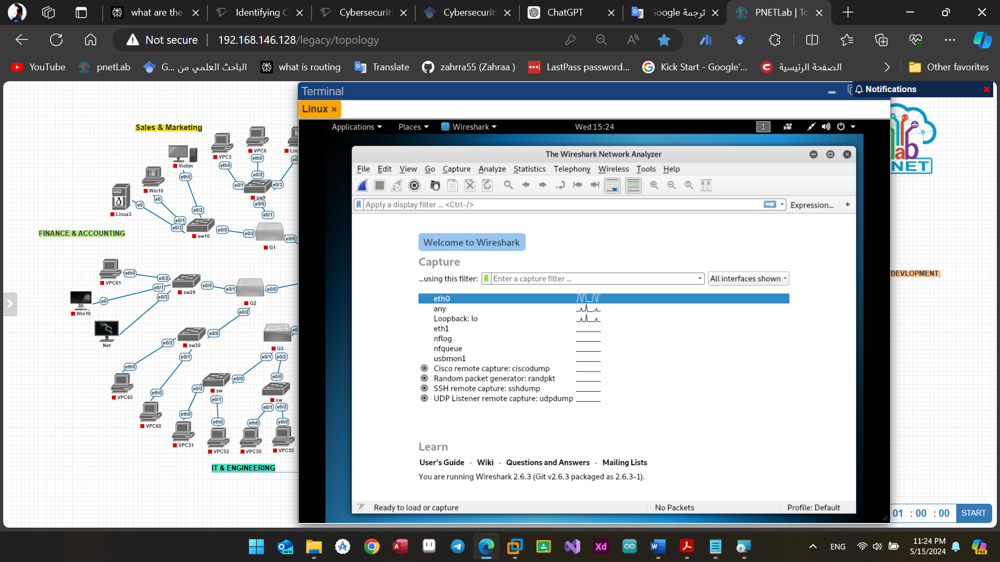 what are the
Identifying C
Cybersecurity
Cybersecurity
ChatGPT
ترجمة Google
PNETLab | To
Not secure
192.168.146.128/legacy/topology
YouTube
pnetLab
الباحث العلمي من ...G
what is routing
Translate
zahrra55 (Zahraa )
LastPass password...
Kick Start - Google'...
الصفحة الرئيسية
Other favorites
Terminal
Notifications
Linux ×
Applications
Places
Wireshark
Wed 15:24
1
The Wireshark Network Analyzer
File Edit View Go Capture Analyze Statistics Telephony Wireless Tools Help
Apply a display filter ... <Ctrl-/>
Expression...
+
Welcome to Wireshark
Capture
...using this filter:
Enter a capture filter ...
All interfaces shown
eth0
any
Loopback: lo
eth1
nflog
nfqueue
usbmon1
Cisco remote capture: ciscodump
Random packet generator: randpkt
SSH remote capture: sshdump
UDP Listener remote capture: udpdump
Learn
User's Guide · Wiki · Questions and Answers · Mailing Lists
You are running Wireshark 2.6.3 (Git v2.6.3 packaged as 2.6.3-1).
Ready to load or capture
No Packets
Profile: Default
Sales & Marketing
VPC5
VPC6
eth0
eth0
Victim
eth0
Win10
e0
Linux3
e0
e0/1
e0/2
e0/3
sw9
e0/0
e0/1
e0/2
e0/1
e0/3
e0/0
sw10
e0/2
e0/0
G1
FINANCE & ACCOUNTING
VPC61
eth0
e0/2
e0/1
e0/3
e0/0
sw29
e0/1
e0/0
G2
e0/2
Win10
e0
Net
e0/0
sw30
e0/2
e0/1
G3
e0/1
e0/2
eth0
VPC65
eth0
VPC60
e0/0
e0/0
e0/2
sw
e0/1
sw
e0/1
e0/2
eth0
eth0
eth0
eth0
VPC51
VPC52
VPC50
VPC55
IT & ENGINEERING
DEVLOPMENT
ab
NET
01 : 00 : 00
START
ENG
11:24 PM
5/15/2024
NEW
A
Xd
W
PRE